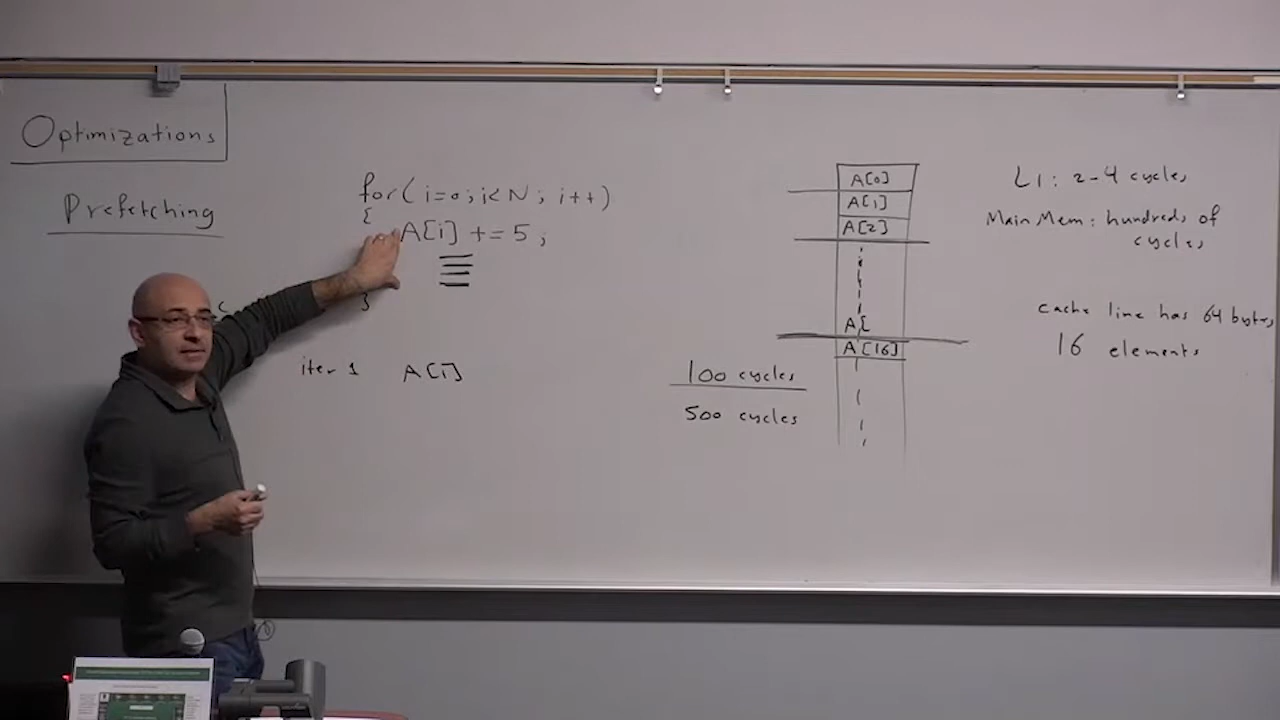 Optimizations
Prefetching
for(i=0;i<N; i++)
{
A[i] += 5;
}
iter 1 A[i]
A[0]
A[1]
A[2]
A[
A[16]
100 cycles
500 cycles
L1: 2-4 cycles
Main Mem: hundreds of
cycles
cache line has 64 bytes
16 elements